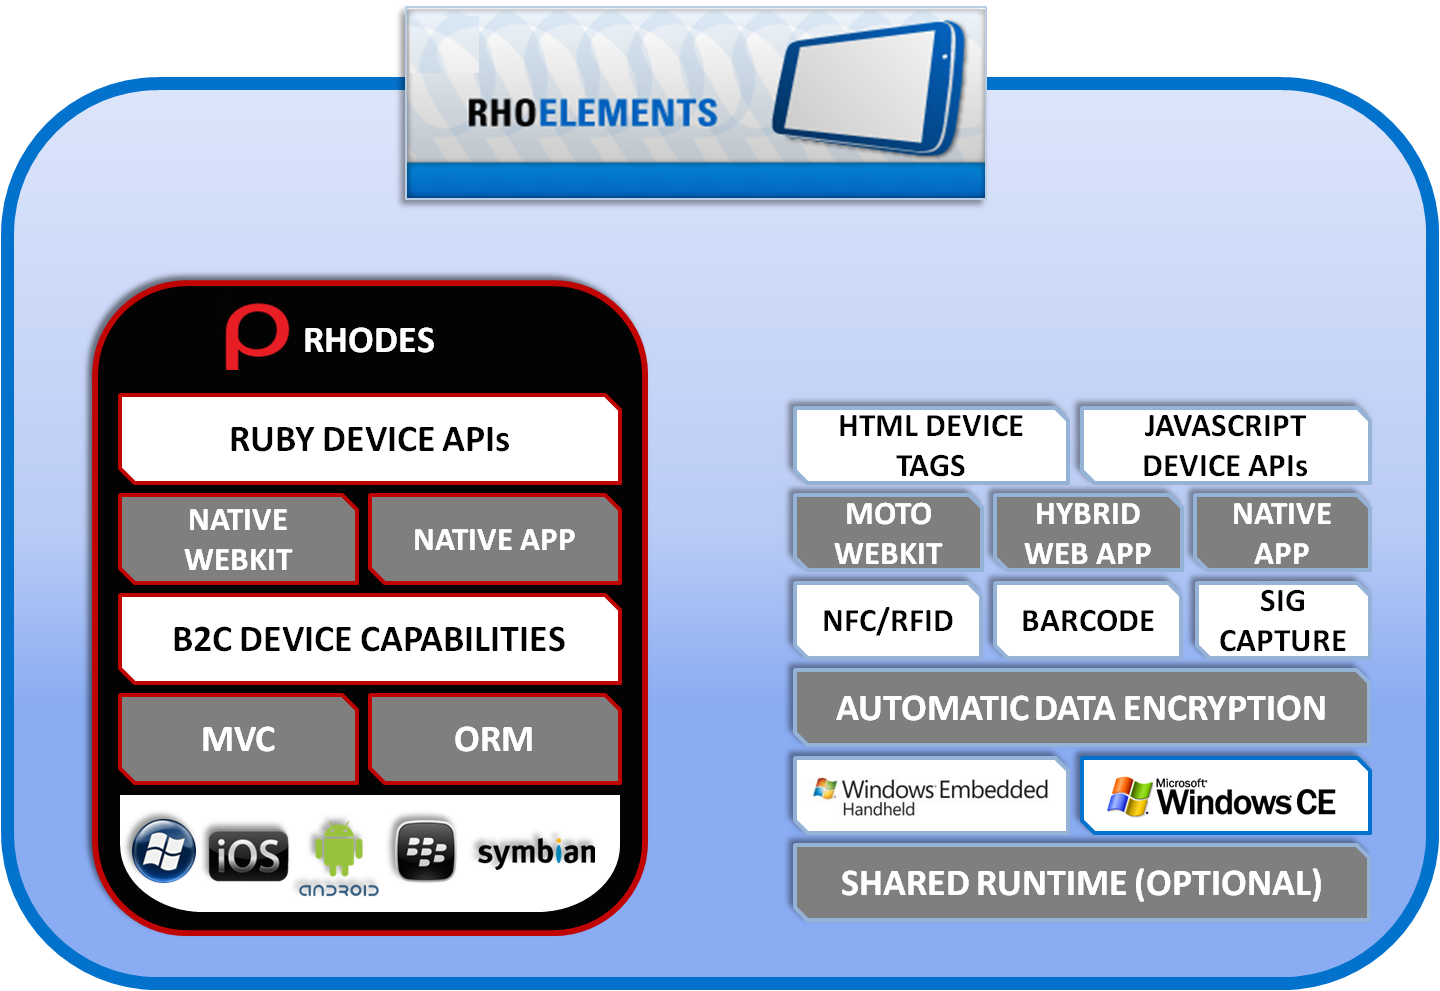 RHOELEMENTS
RHODES
RUBY DEVICE APIs
NATIVE
WEBKIT
NATIVE APP
B2C DEVICE CAPABILITIES
MVC
ORM
iOS
ANDROID
symbian
HTML DEVICE
TAGS
JAVASCRIPT
DEVICE APIs
MOTO
WEBKIT
HYBRID
WEB APP
NATIVE
APP
NFC/RFID
BARCODE
SIG
CAPTURE
AUTOMATIC DATA ENCRYPTION
Windows Embedded
Handheld
Microsoft
Windows CE
SHARED RUNTIME (OPTIONAL)